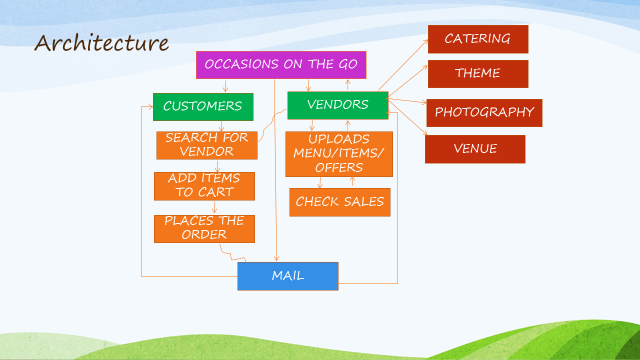 Architecture
OCCASIONS ON THE GO
CUSTOMERS
SEARCH FOR
VENDOR
ADD ITEMS
TO CART
PLACES THE
ORDER
VENDORS
UPLOADS
MENU/ITEMS/
OFFERS
CHECK SALES
MAIL
CATERING
THEME
PHOTOGRAPHY
VENUE